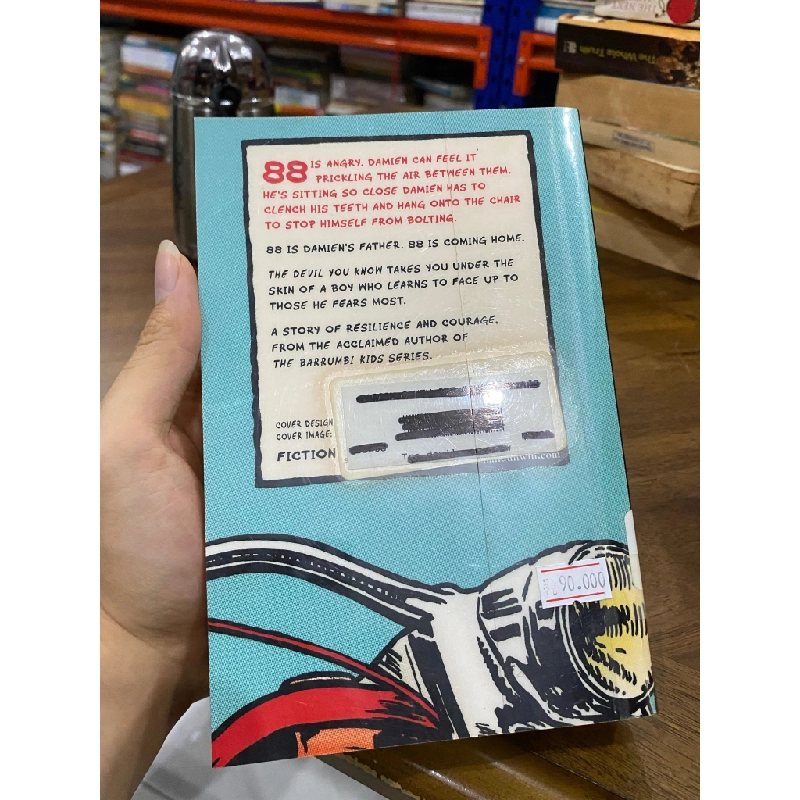 The Whole Truth
88 IS ANGRY. DAMIEN CAN FEEL IT
PRICKLING THE AIR BETWEEN THEM.
HE'S SITTING SO CLOSE DAMIEN HAS TO
CLENCH HIS TEETH AND HANG ONTO THE CHAIR
TO STOP HIMSELF FROM BOLTING.
88 IS DAMIEN'S FATHER. 88 IS COMING HOME.
THE DEVIL YOU KNOW TAKES YOU UNDER THE
SKIN OF A BOY WHO LEARNS TO FACE UP TO
THOSE HE FEARS MOST.
A STORY OF RESILIENCE AND COURAGE.
FROM THE ACCLAIMED AUTHOR OF
THE BARRUMBI KIDS SERIES.
COVER DESIGN
COVER IMAGE:
FICTION
90.000